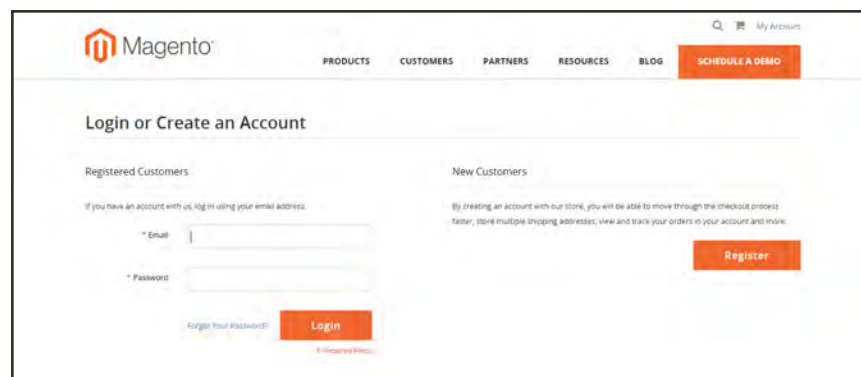 My Account
Magento
PRODUCTS CUSTOMERS PARTNERS RESOURCES BLOG SCHEDULE A DEMO
Login or Create an Account
Registered Customers
If you have an account with us, log in using your email address.
* Email
* Password
Forgot Your Password?
Login
* Required Fields
New Customers
By creating an account with our store, you will be able to move through the checkout process
faster, store multiple shipping addresses, view and track your orders in your account and more.
Register